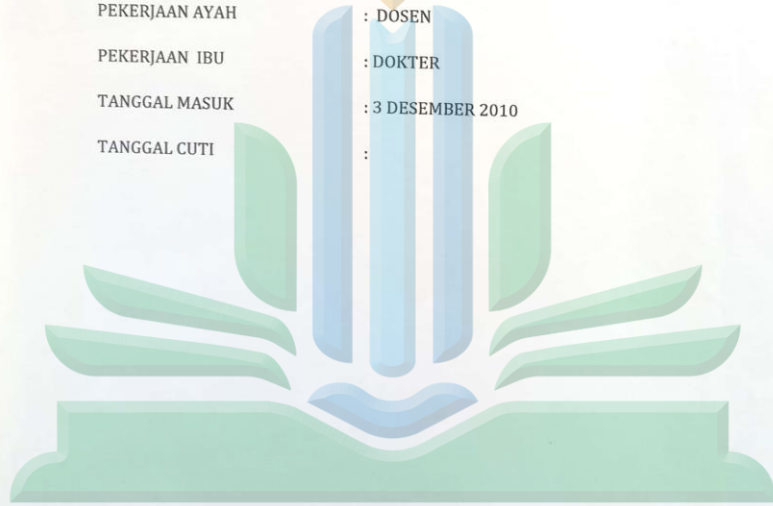 PEKERJAAN AYAH : DOSEN
PEKERJAAN IBU : DOKTER
TANGGAL MASUK : 3 DESEMBER 2010
TANGGAL CUTI :